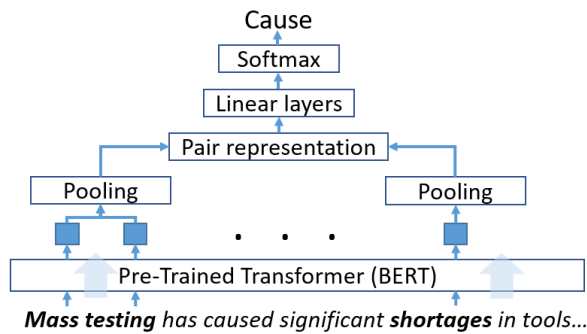 Cause
Softmax
Linear layers
Pair representation
Pooling
Pooling
. . .
Pre-Trained Transformer (BERT)
Mass testing has caused significant shortages in tools...